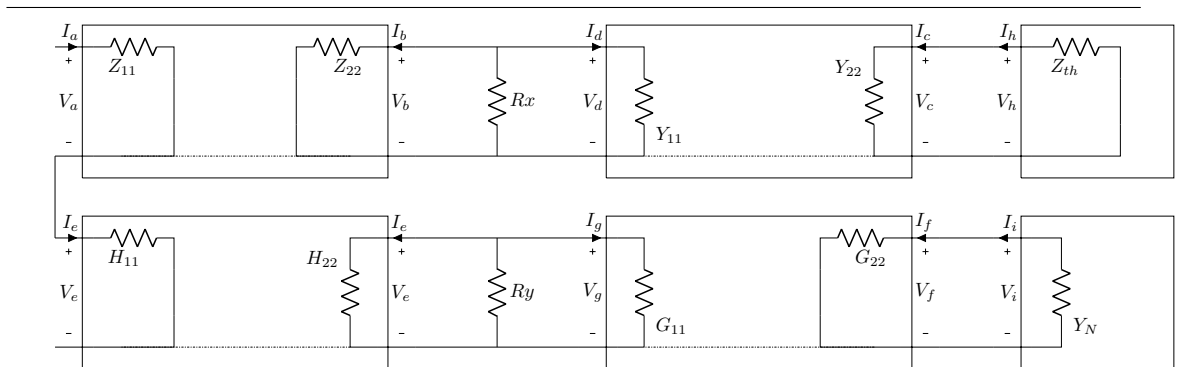 I_a I_b I_d I_c I_h
+ + + + +
Z_11 Z_22 Y_22 Z_th
V_a V_b Rx V_d V_c V_h
Y_11
- - - - -
I_e I_e I_g I_f I_i
+ + + + +
H_11 H_22 G_22
V_e V_e Ry V_g V_f V_i
G_11 Y_N
- - - - -